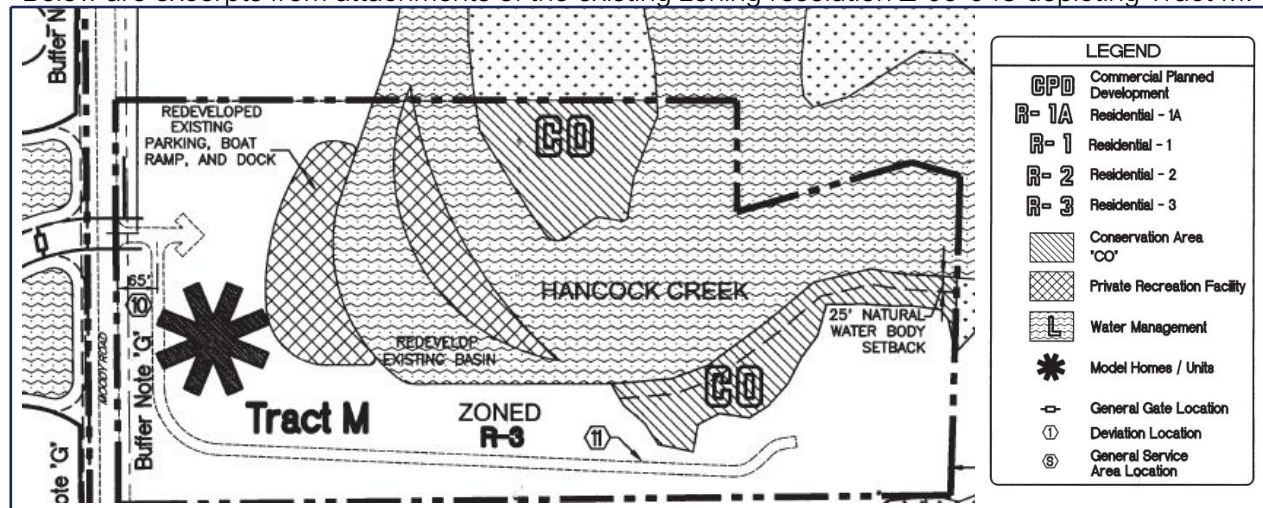 Below are excerpts from attachments of the existing zoning resolution Z-06-043 depicting Tract M:
Buffer N
REDEVELOPED
EXISTING
PARKING, BOAT
RAMP, AND DOCK
CO
65'
10
MOODY ROAD
Buffer Note 'G'
ote 'G'
HANCOCK CREEK
REDEVELOP
EXISTING BASIN
25' NATURAL
WATER BODY
SETBACK
CO
Tract M
ZONED
R-3
11
LEGEND
CPD Commercial Planned
Development
R-1A Residential - 1A
R-1 Residential - 1
R-2 Residential - 2
R-3 Residential - 3
Conservation Area
"CO"
Private Recreation Facility
L Water Management
Model Homes / Units
General Gate Location
1 Deviation Location
S General Service
Area Location